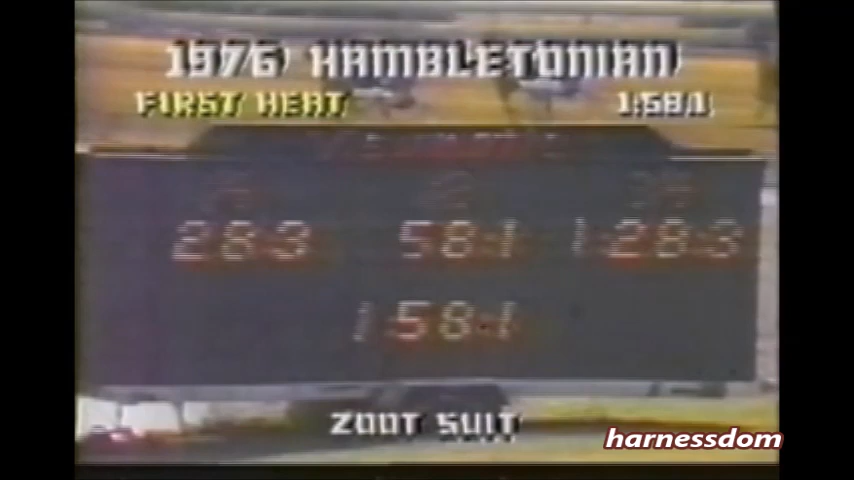 1976 HAMBLETONIAN
FIRST HEAT 1:58.1
28:3 58:1 1:28:3
1:58:1
ZOOT SUIT
harnessdom